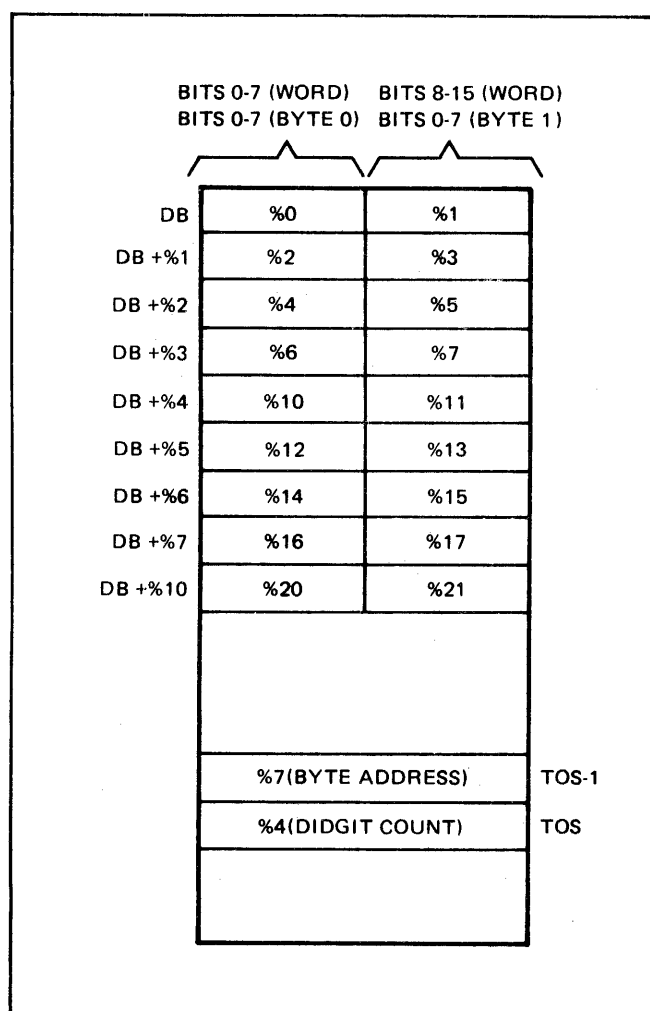 BITS 0-7 (WORD) BITS 8-15 (WORD)
BITS 0-7 (BYTE 0) BITS 0-7 (BYTE 1)
DB %0 %1
DB +%1 %2 %3
DB +%2 %4 %5
DB +%3 %6 %7
DB +%4 %10 %11
DB +%5 %12 %13
DB +%6 %14 %15
DB +%7 %16 %17
DB +%10 %20 %21
%7(BYTE ADDRESS) TOS-1
%4(DIDGIT COUNT) TOS